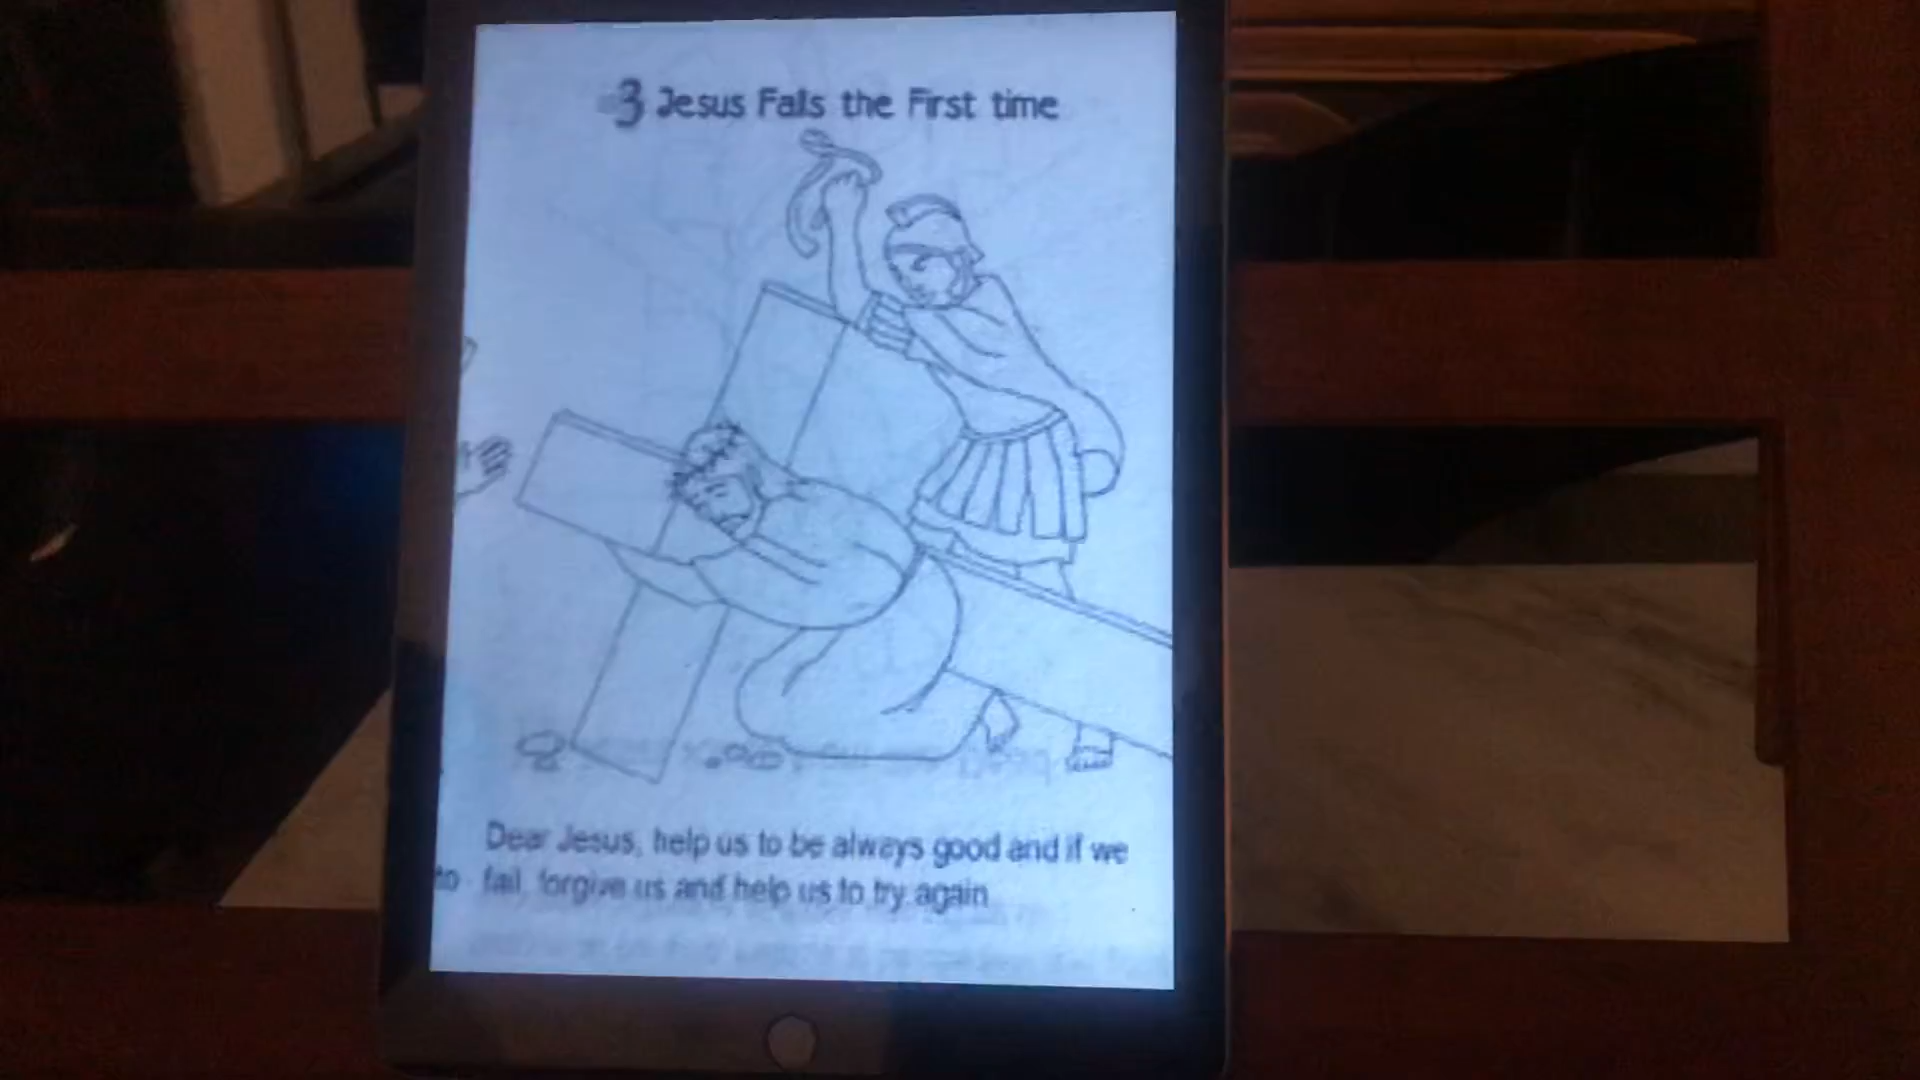 3 Jesus Falls the First time
Dear Jesus, help us to be always good and if we
to fail, forgive us and help us to try again